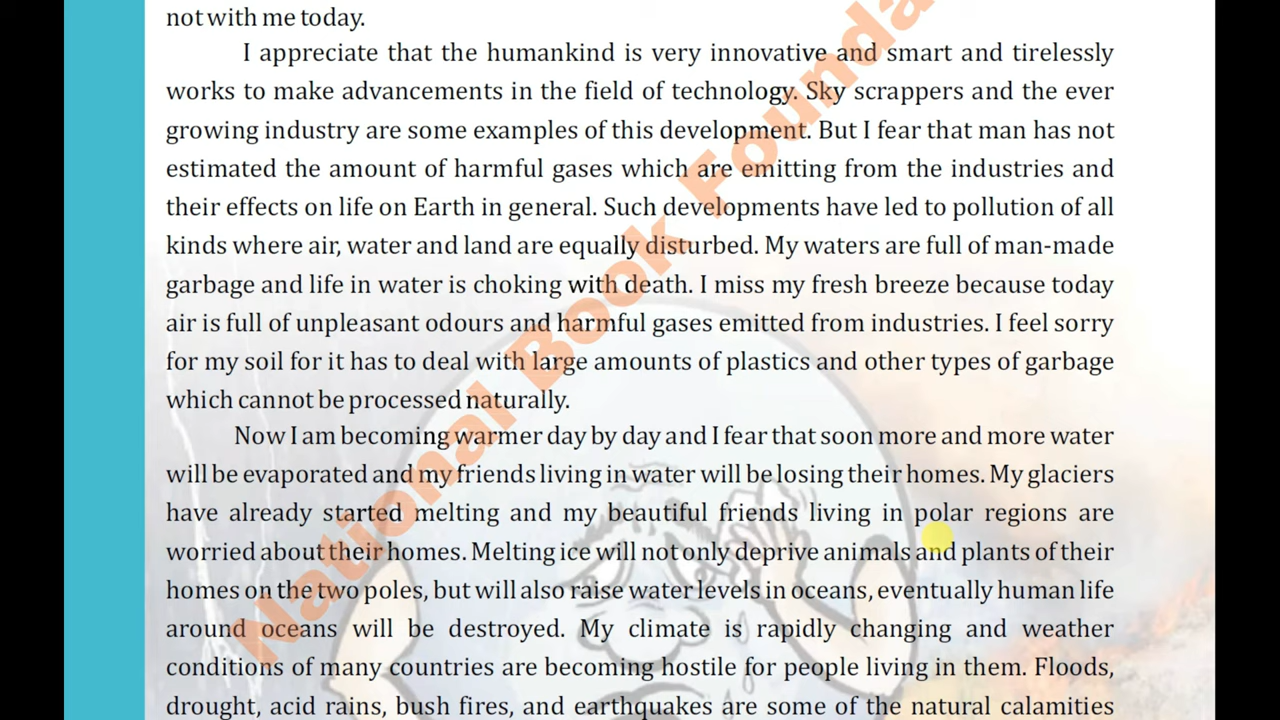 not with me today.
I appreciate that the humankind is very innovative and smart and tirelessly
works to make advancements in the field of technology. Sky scrappers and the ever
growing industry are some examples of this development. But I fear that man has not
estimated the amount of harmful gases which are emitting from the industries and
their effects on life on Earth in general. Such developments have led to pollution of all
kinds where air, water and land are equally disturbed. My waters are full of man-made
garbage and life in water is choking with death. I miss my fresh breeze because today
air is full of unpleasant odours and harmful gases emitted from industries. I feel sorry
for my soil for it has to deal with large amounts of plastics and other types of garbage
which cannot be processed naturally.
Now I am becoming warmer day by day and I fear that soon more and more water
will be evaporated and my friends living in water will be losing their homes. My glaciers
have already started melting and my beautiful friends living in polar regions are
worried about their homes. Melting ice will not only deprive animals and plants of their
homes on the two poles, but will also raise water levels in oceans, eventually human life
around oceans will be destroyed. My climate is rapidly changing and weather
conditions of many countries are becoming hostile for people living in them. Floods,
drought, acid rains, bush fires, and earthquakes are some of the natural calamities
National Book Founda